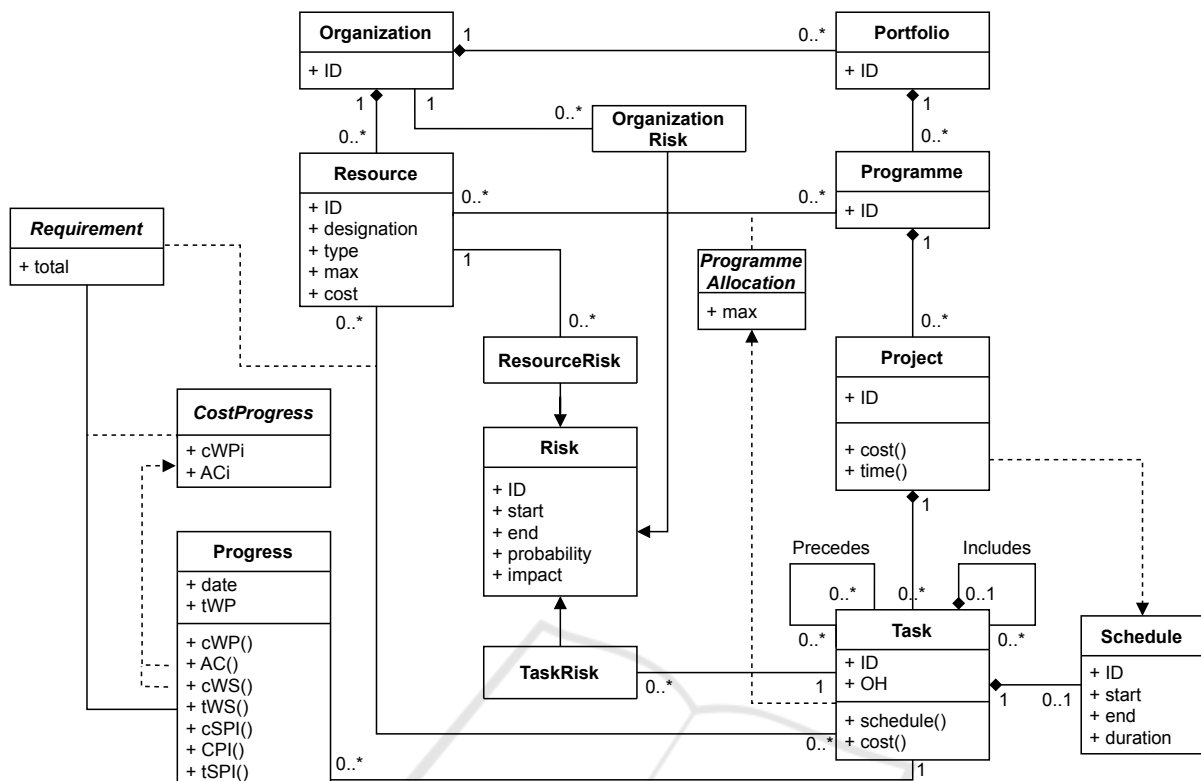 Organization
+ ID
1
0..*
Portfolio
+ ID
1
1
0..*
Organization
Risk
1
0..*
0..*
Resource
+ ID
+ designation
+ type
+ max
+ cost
0..*
0..*
Programme
+ ID
1
Requirement
+ total
1
0..*
0..*
Programme
Allocation
+ max
0..*
ResourceRisk
Project
+ ID
+ cost()
+ time()
1
CostProgress
+ cWPi
+ ACi
Risk
+ ID
+ start
+ end
+ probability
+ impact
Progress
+ date
+ tWP
+ cWP()
+ AC()
+ cWS()
+ tWS()
+ cSPI()
+ CPI()
+ tSPI()
Precedes
Includes
0..*
0..*
0..1
0..*
0..*
Task
+ ID
+ OH
+ schedule()
+ cost()
TaskRisk
0..*
1
1
0..1
Schedule
+ ID
+ start
+ end
+ duration
0..*
0..*
1